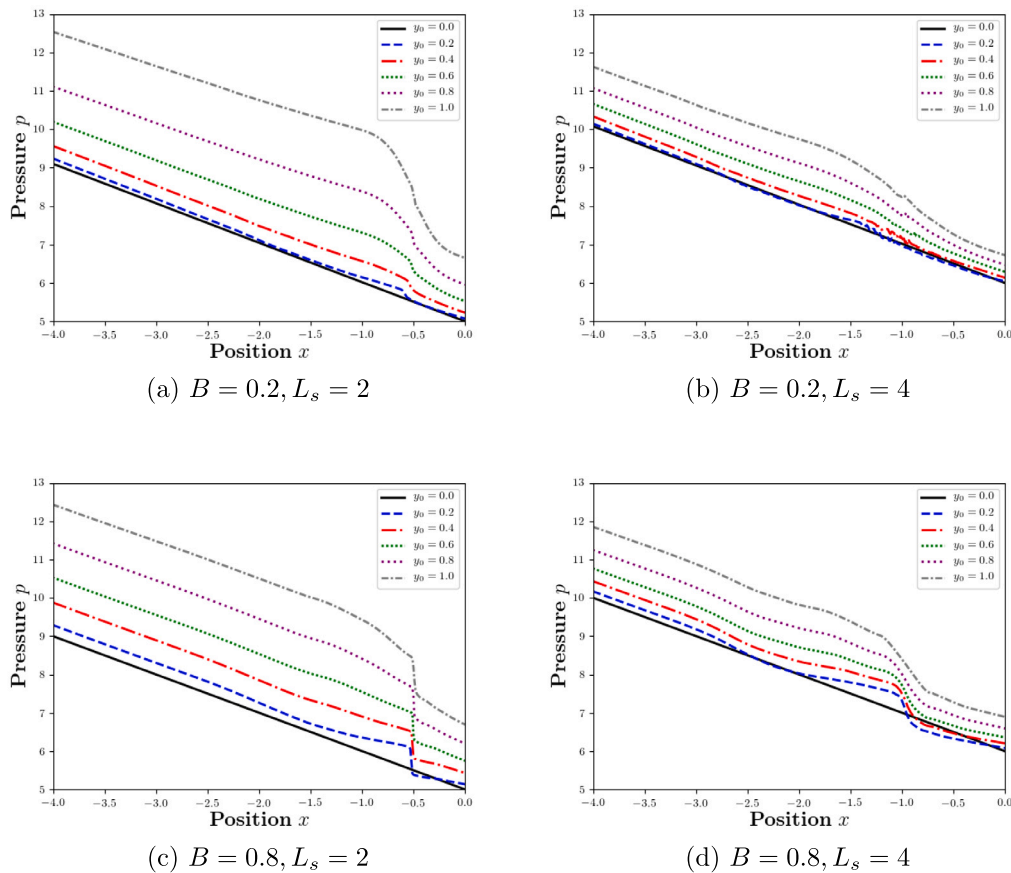 13
12
11
10
9
8
7
6
5
Pressure p
y₀ = 0.0
y₀ = 0.2
y₀ = 0.4
y₀ = 0.6
y₀ = 0.8
y₀ = 1.0
−4.0 −3.5 −3.0 −2.5 −2.0 −1.5 −1.0 −0.5 0.0
Position x
(a) B = 0.2, Lₛ = 2
13
12
11
10
9
8
7
6
5
Pressure p
y₀ = 0.0
y₀ = 0.2
y₀ = 0.4
y₀ = 0.6
y₀ = 0.8
y₀ = 1.0
−4.0 −3.5 −3.0 −2.5 −2.0 −1.5 −1.0 −0.5 0.0
Position x
(b) B = 0.2, Lₛ = 4
13
12
11
10
9
8
7
6
5
Pressure p
y₀ = 0.0
y₀ = 0.2
y₀ = 0.4
y₀ = 0.6
y₀ = 0.8
y₀ = 1.0
−4.0 −3.5 −3.0 −2.5 −2.0 −1.5 −1.0 −0.5 0.0
Position x
(c) B = 0.8, Lₛ = 2
13
12
11
10
9
8
7
6
5
Pressure p
y₀ = 0.0
y₀ = 0.2
y₀ = 0.4
y₀ = 0.6
y₀ = 0.8
y₀ = 1.0
−4.0 −3.5 −3.0 −2.5 −2.0 −1.5 −1.0 −0.5 0.0
Position x
(d) B = 0.8, Lₛ = 4